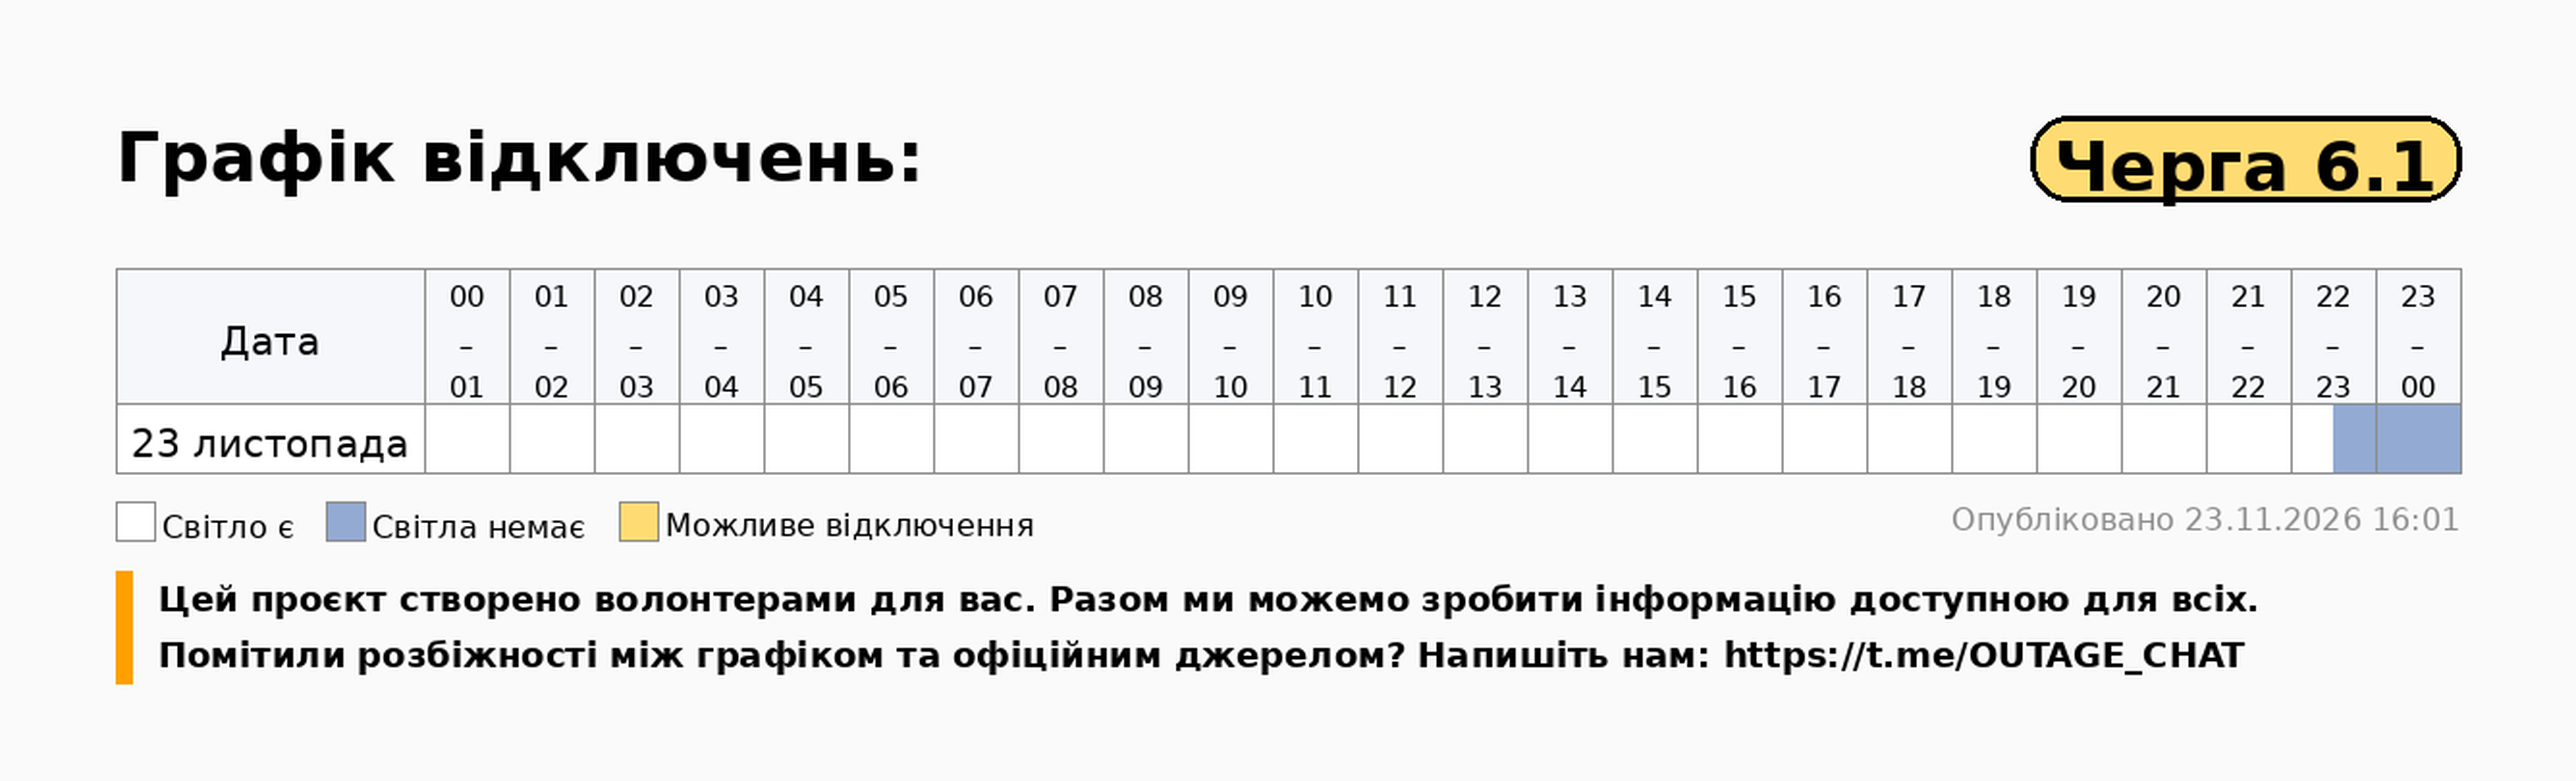 Графік відключень:
Черга 6.1
Дата
00 – 01
01 – 02
02 – 03
03 – 04
04 – 05
05 – 06
06 – 07
07 – 08
08 – 09
09 – 10
10 – 11
11 – 12
12 – 13
13 – 14
14 – 15
15 – 16
16 – 17
17 – 18
18 – 19
19 – 20
20 – 21
21 – 22
22 – 23
23 – 00
23 листопада
Світло є
Світла немає
Можливе відключення
Опубліковано 23.11.2026 16:01
Цей проєкт створено волонтерами для вас. Разом ми можемо зробити інформацію доступною для всіх.
Помітили розбіжності між графіком та офіційним джерелом? Напишіть нам: https://t.me/OUTAGE_CHAT